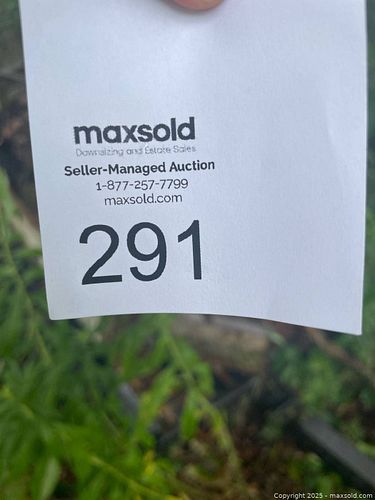 maxsold
Downsizing and Estate Sales
Seller-Managed Auction
1-877-257-7799
maxsold.com
291
Copyright 2025 - maxsold.com